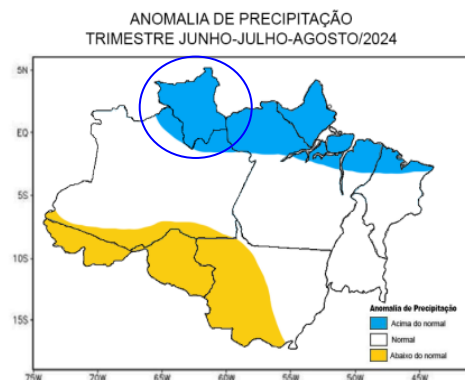 ANOMALIA DE PRECIPITAÇÃO
TRIMESTRE JUNHO-JULHO-AGOSTO/2024
5N
EQ
5S
10S
15S
Anomalia de Precipitação
Acima do normal
Normal
Abaixo do normal
75W
70W
65W
60W
55W
50W
45W